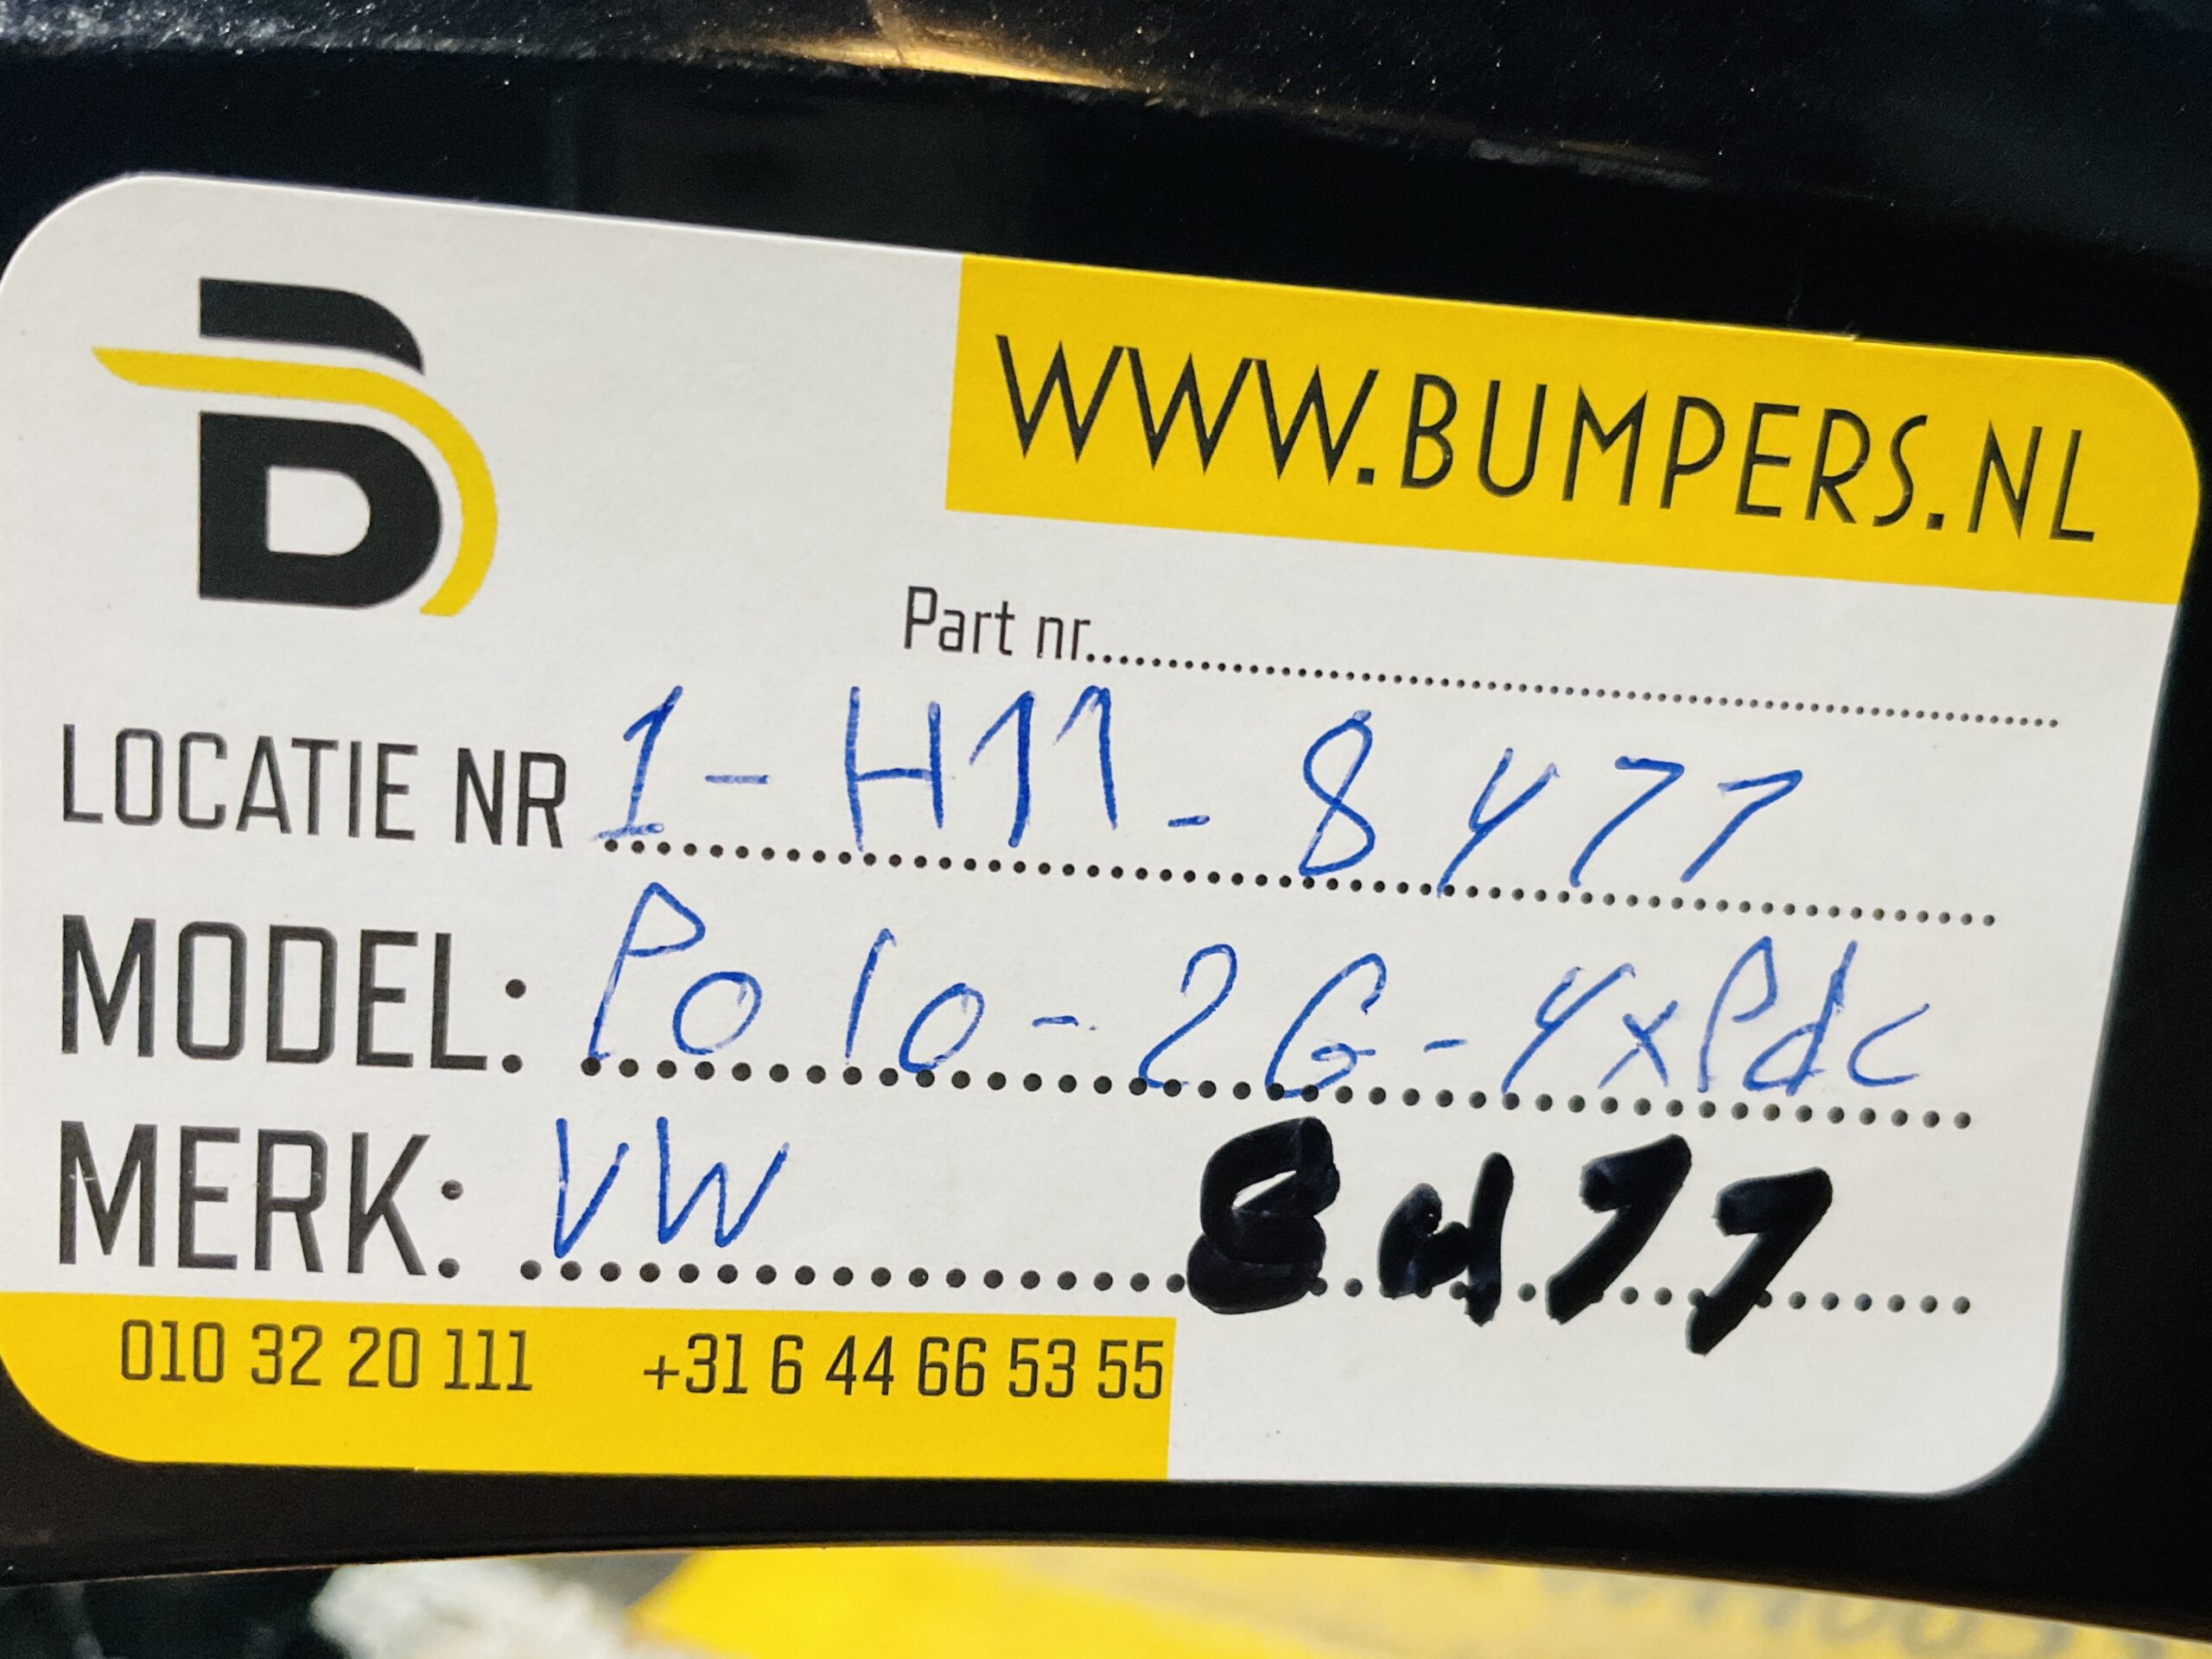 B
WWW.BUMPERS.NL
Part nr.
LOCATIE NR 1-H11-8477
MODEL: Polo-2G-4xPdc
MERK: VW 8477
010 32 20 111 +31 6 44 66 53 55